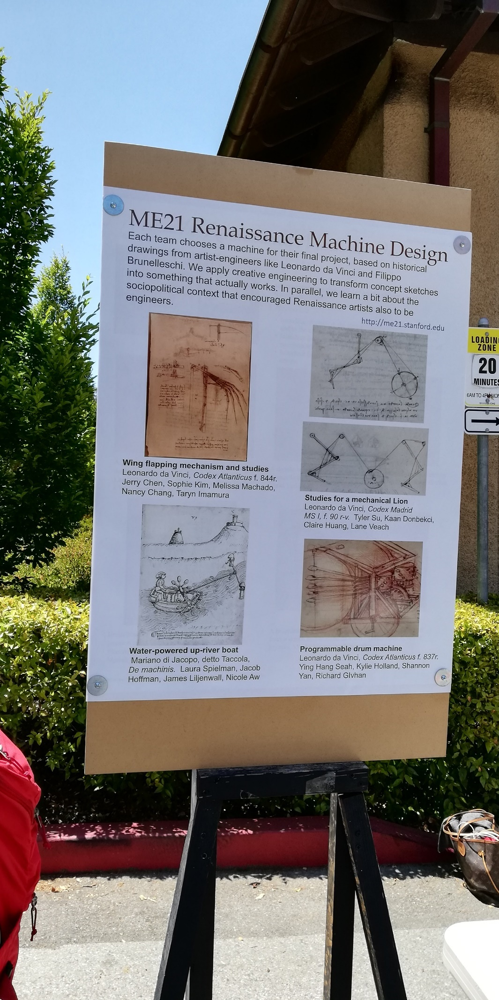 ME21 Renaissance Machine Design
Each team chooses a machine for their final project, based on historical
drawings from artist-engineers like Leonardo da Vinci and Filippo
Brunelleschi. We apply creative engineering to transform concept sketches
into something that actually works. In parallel, we learn a bit about the
sociopolitical context that encouraged Renaissance artists also to be
engineers.
http://me21.stanford.edu
Wing flapping mechanism and studies
Leonardo da Vinci, Codex Atlanticus f. 844r.
Jerry Chen, Sophie Kim, Melissa Machado,
Nancy Chang, Taryn Imamura
Studies for a mechanical Lion
Leonardo da Vinci, Codex Madrid
MS I, f. 90 r-v. Tyler Su, Kaan Donbekci,
Claire Huang, Lane Veach
Water-powered up-river boat
Mariano di Jacopo, detto Taccola,
De machinis. Laura Spielman, Jacob
Hoffman, James Liljenwall, Nicole Aw
Programmable drum machine
Leonardo da Vinci, Codex Atlanticus f. 837r.
Ying Hang Seah, Kylie Holland, Shannon
Yan, Richard GIvhan
LOADING
ZONE
20
MINUTES
6AM TO 4PM MON